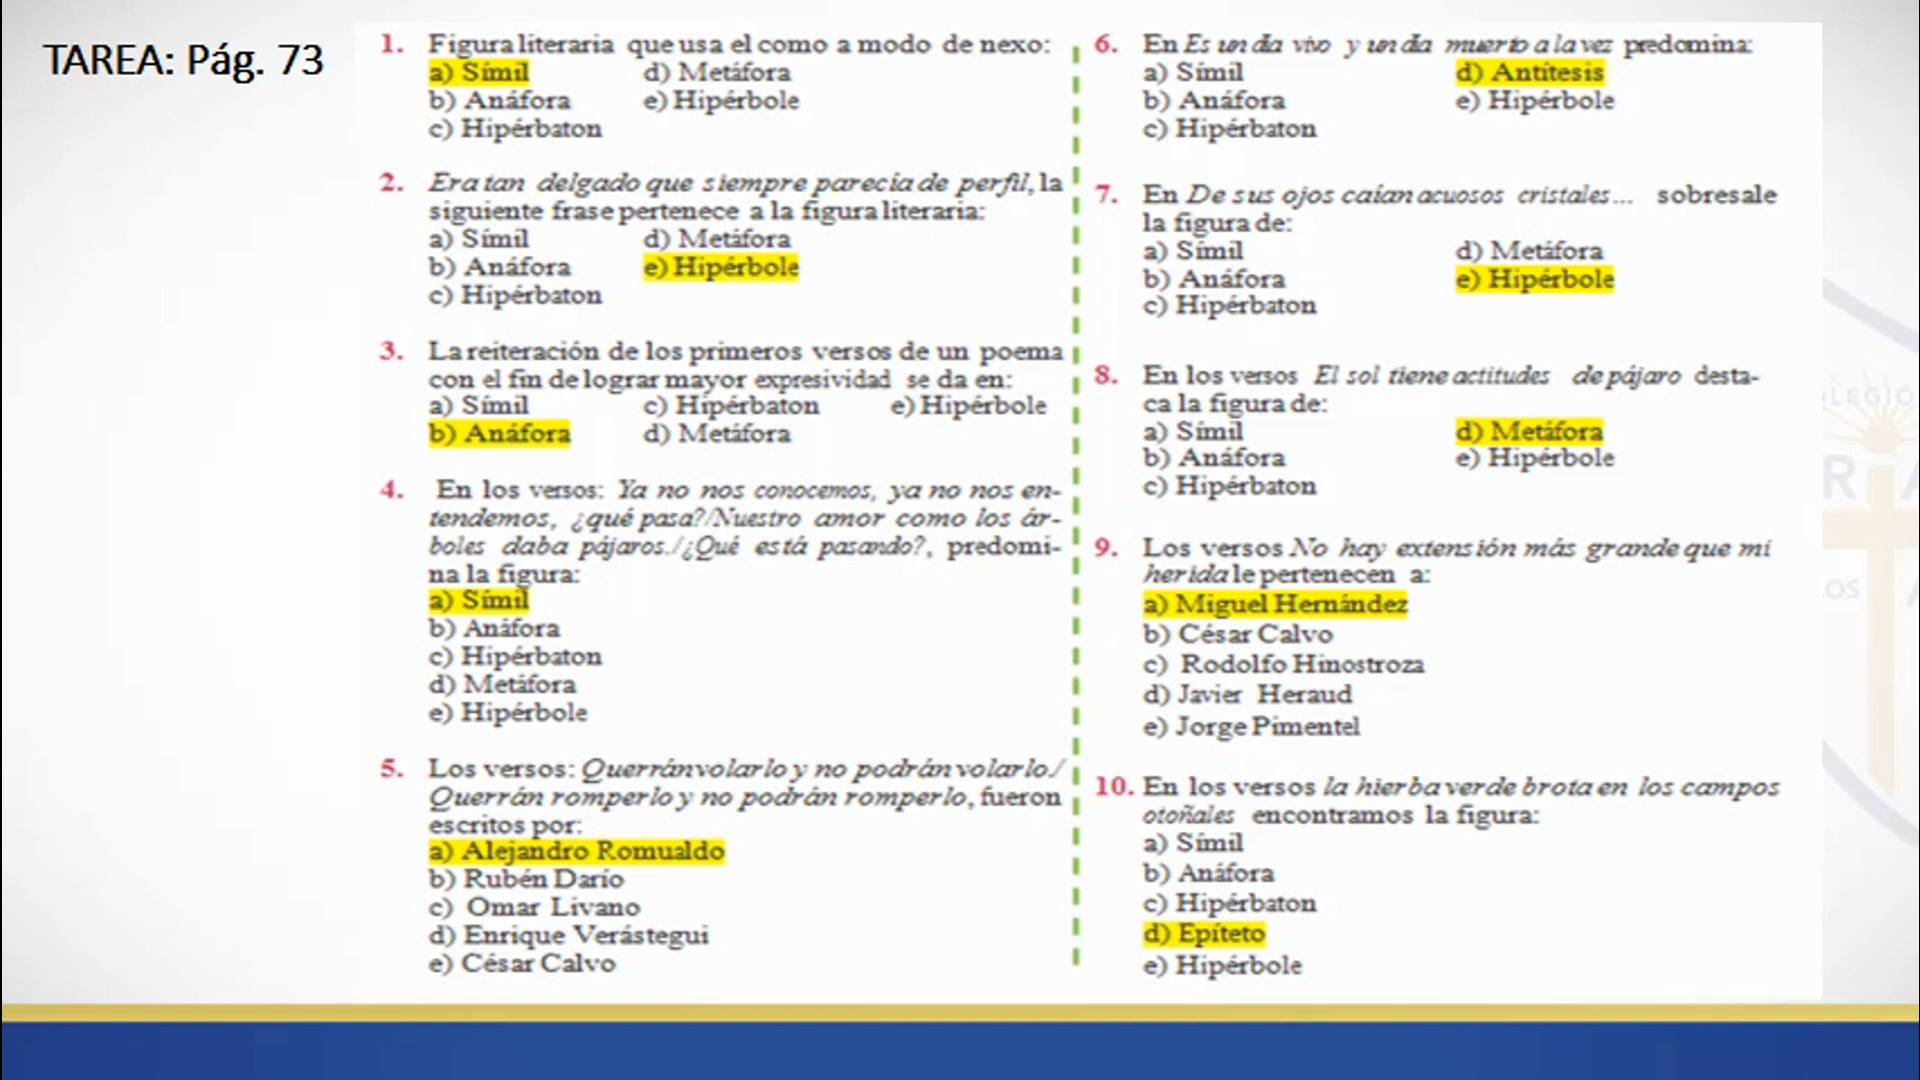 TAREA: Pág. 73
1. Figura literaria que usa el como a modo de nexo:
a) Símil d) Metáfora
b) Anáfora e) Hipérbole
c) Hipérbaton
2. Era tan delgado que siempre parecía de perfil, la
siguiente frase pertenece a la figura literaria:
a) Símil d) Metáfora
b) Anáfora e) Hipérbole
c) Hipérbaton
3. La reiteración de los primeros versos de un poema
con el fin de lograr mayor expresividad se da en:
a) Símil c) Hipérbaton e) Hipérbole
b) Anáfora d) Metáfora
4. En los versos: Ya no nos conocemos, ya no nos en-
tendemos, ¿qué pasa?/Nuestro amor como los ár-
boles daba pájaros./¿Qué está pasando?, predomi-
na la figura:
a) Símil
b) Anáfora
c) Hipérbaton
d) Metáfora
e) Hipérbole
5. Los versos: Querrán volarlo y no podrán volarlo./
Querrán romperlo y no podrán romperlo, fueron
escritos por:
a) Alejandro Romualdo
b) Rubén Darío
c) Omar Livano
d) Enrique Verástegui
e) César Calvo
6. En Es un día vivo y un día muerto a la vez predomina:
a) Símil d) Antítesis
b) Anáfora e) Hipérbole
c) Hipérbaton
7. En De sus ojos caían acuosos cristales... sobresale
la figura de:
a) Símil d) Metáfora
b) Anáfora e) Hipérbole
c) Hipérbaton
8. En los versos El sol tiene actitudes de pájaro desta-
ca la figura de:
a) Símil d) Metáfora
b) Anáfora e) Hipérbole
c) Hipérbaton
9. Los versos No hay extensión más grande que mi
herida le pertenecen a:
a) Miguel Hernández
b) César Calvo
c) Rodolfo Hinostroza
d) Javier Heraud
e) Jorge Pimentel
10. En los versos la hierba verde brota en los campos
otoñales encontramos la figura:
a) Símil
b) Anáfora
c) Hipérbaton
d) Epíteto
e) Hipérbole